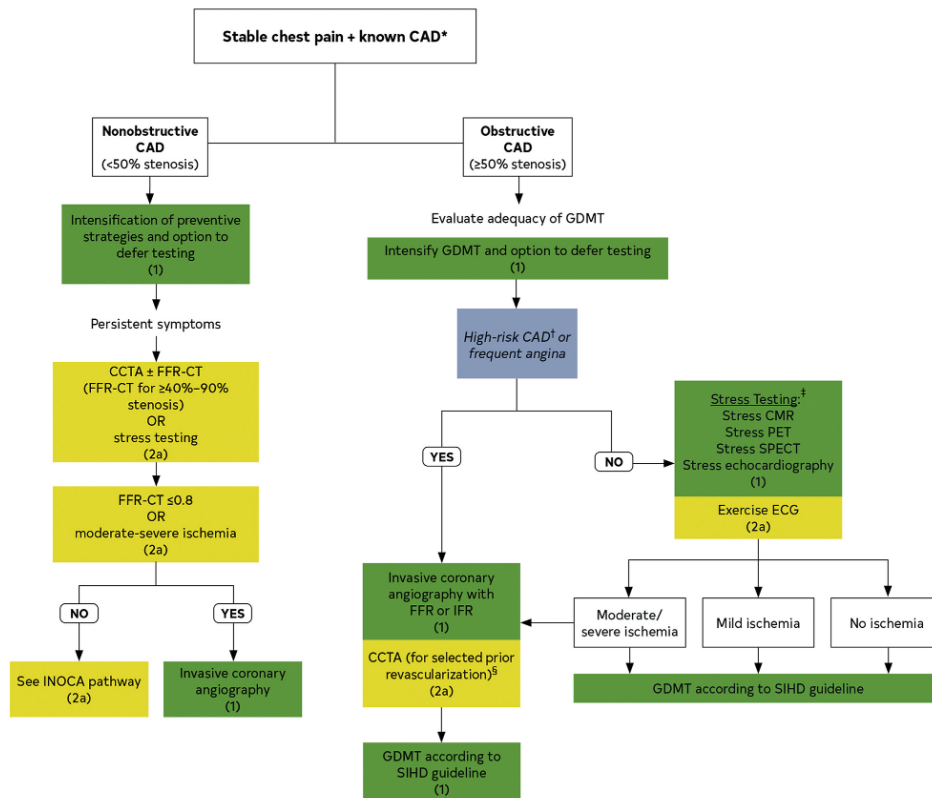 Stable chest pain + known CAD*
Nonobstructive
CAD
(<50% stenosis)
Obstructive
CAD
(≥50% stenosis)
Intensification of preventive
strategies and option to
defer testing
(1)
Evaluate adequacy of GDMT
Intensify GDMT and option to defer testing
(1)
Persistent symptoms
High-risk CAD† or
frequent angina
CCTA ± FFR-CT
(FFR-CT for ≥40%–90%
stenosis)
OR
stress testing
(2a)
Stress Testing:‡
Stress CMR
Stress PET
Stress SPECT
Stress echocardiography
(1)
YES
NO
Exercise ECG
(2a)
FFR-CT ≤0.8
OR
moderate-severe ischemia
(2a)
Invasive coronary
angiography with
FFR or IFR
(1)
Moderate/
severe ischemia
Mild ischemia
No ischemia
NO
YES
CCTA (for selected prior
revascularization)§
(2a)
See INOCA pathway
(2a)
Invasive coronary
angiography
(1)
GDMT according to SIHD guideline
GDMT according to
SIHD guideline
(1)